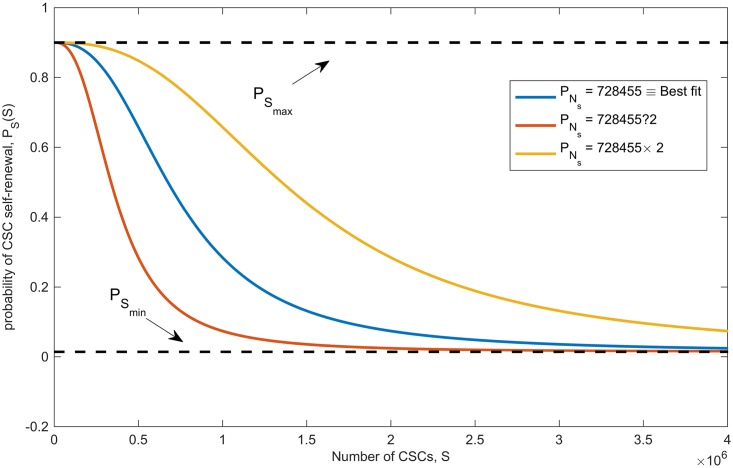 probability of CSC self-renewal, P_S(S)
1
0.8
0.6
0.4
0.2
0
-0.2
P_Smax
P_Smin
P_Ns = 728455 ≡ Best fit
P_Ns = 728455?2
P_Ns = 728455× 2
0 0.5 1 1.5 2 2.5 3 3.5 4
×10^6
Number of CSCs, S